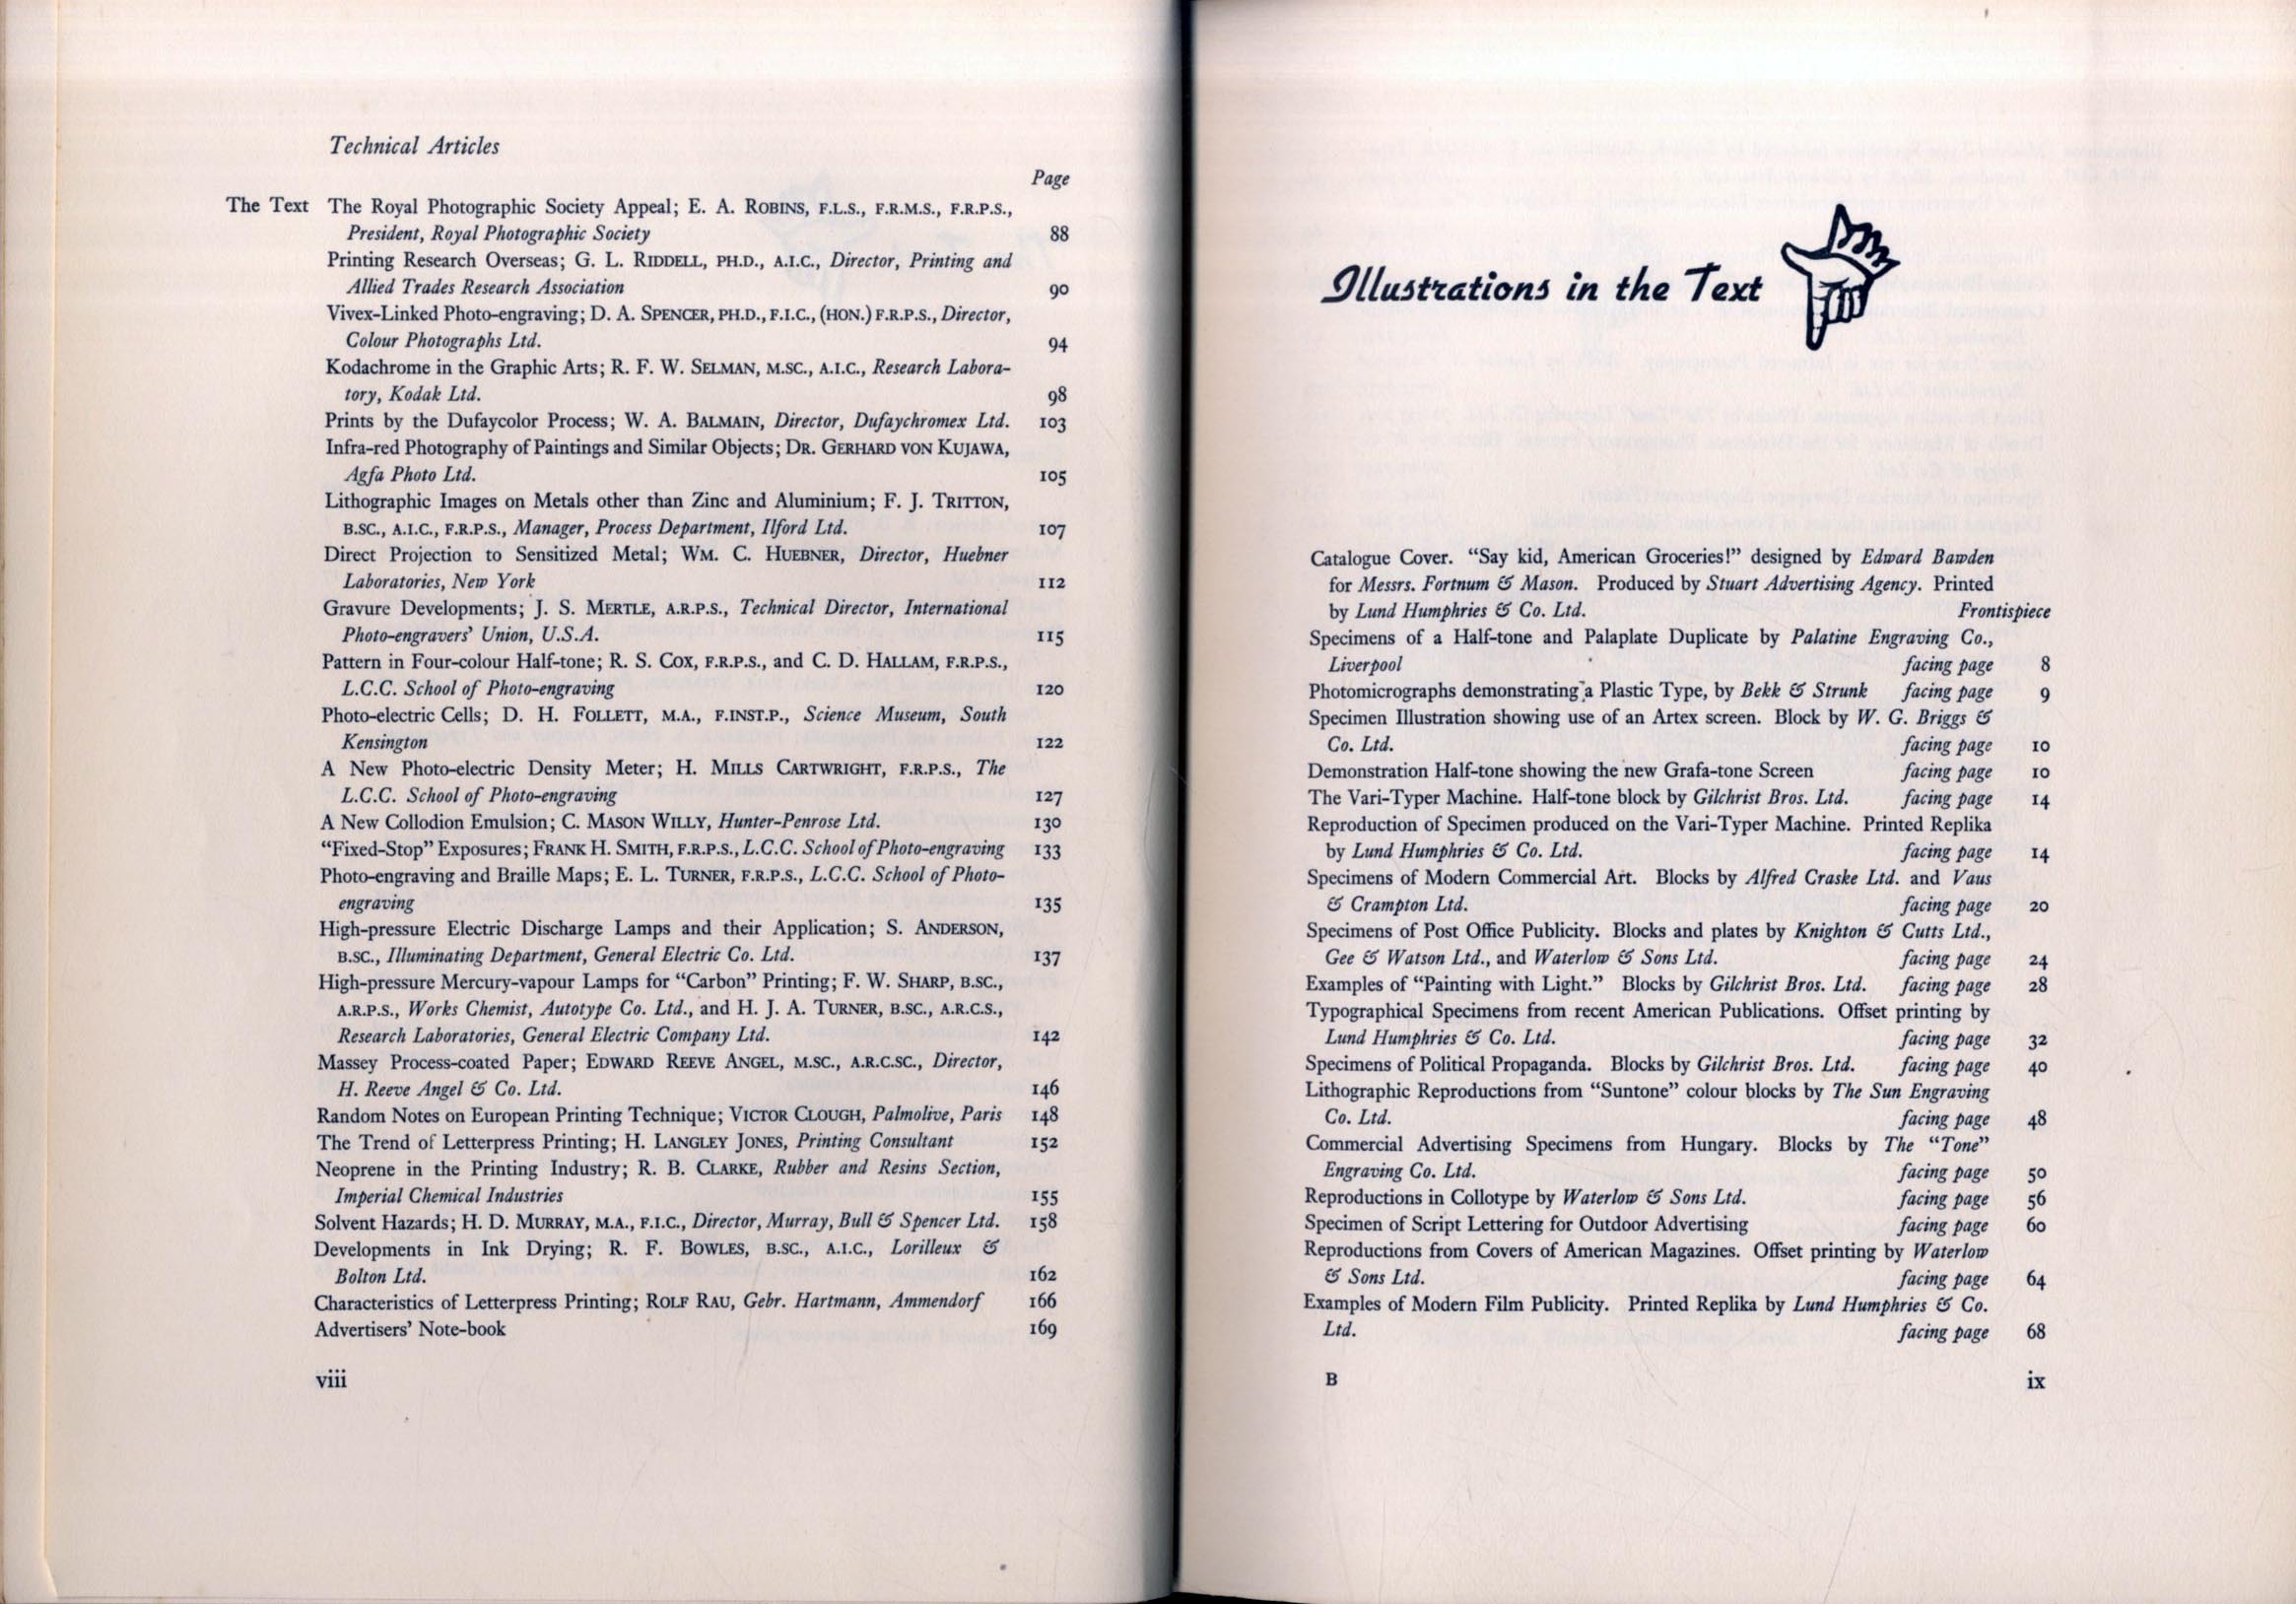 Technical Articles
Page
The Text The Royal Photographic Society Appeal; E. A. ROBINS, F.L.S., F.R.M.S., F.R.P.S.,
President, Royal Photographic Society 88
Printing Research Overseas; G. L. RIDDELL, PH.D., A.I.C., Director, Printing and
Allied Trades Research Association 90
Vivex-Linked Photo-engraving; D. A. SPENCER, PH.D., F.I.C., (HON.) F.R.P.S., Director,
Colour Photographs Ltd. 94
Kodachrome in the Graphic Arts; R. F. W. SELMAN, M.SC., A.I.C., Research Labora-
tory, Kodak Ltd. 98
Prints by the Dufaycolor Process; W. A. BALMAIN, Director, Dufaychromex Ltd. 103
Infra-red Photography of Paintings and Similar Objects; DR. GERHARD VON KUJAWA,
Agfa Photo Ltd. 105
Lithographic Images on Metals other than Zinc and Aluminium; F. J. TRITTON,
B.SC., A.I.C., F.R.P.S., Manager, Process Department, Ilford Ltd. 107
Direct Projection to Sensitized Metal; WM. C. HUEBNER, Director, Huebner
Laboratories, New York 112
Gravure Developments; J. S. MERTLE, A.R.P.S., Technical Director, International
Photo-engravers' Union, U.S.A. 115
Pattern in Four-colour Half-tone; R. S. COX, F.R.P.S., and C. D. HALLAM, F.R.P.S.,
L.C.C. School of Photo-engraving 120
Photo-electric Cells; D. H. FOLLETT, M.A., F.INST.P., Science Museum, South
Kensington 122
A New Photo-electric Density Meter; H. MILLS CARTWRIGHT, F.R.P.S., The
L.C.C. School of Photo-engraving 127
A New Collodion Emulsion; C. MASON WILLY, Hunter-Penrose Ltd. 130
"Fixed-Stop" Exposures; FRANK H. SMITH, F.R.P.S., L.C.C. School of Photo-engraving 133
Photo-engraving and Braille Maps; E. L. TURNER, F.R.P.S., L.C.C. School of Photo-
engraving 135
High-pressure Electric Discharge Lamps and their Application; S. ANDERSON,
B.SC., Illuminating Department, General Electric Co. Ltd. 137
High-pressure Mercury-vapour Lamps for "Carbon" Printing; F. W. SHARP, B.SC.,
A.R.P.S., Works Chemist, Autotype Co. Ltd., and H. J. A. TURNER, B.SC., A.R.C.S.,
Research Laboratories, General Electric Company Ltd. 142
Massey Process-coated Paper; EDWARD REEVE ANGEL, M.SC., A.R.C.SC., Director,
H. Reeve Angel & Co. Ltd. 146
Random Notes on European Printing Technique; VICTOR CLOUGH, Palmolive, Paris 148
The Trend of Letterpress Printing; H. LANGLEY JONES, Printing Consultant 152
Neoprene in the Printing Industry; R. B. CLARKE, Rubber and Resins Section,
Imperial Chemical Industries 155
Solvent Hazards; H. D. MURRAY, M.A., F.I.C., Director, Murray, Bull & Spencer Ltd. 158
Developments in Ink Drying; R. F. BOWLES, B.SC., A.I.C., Lorilleux &
Bolton Ltd. 162
Characteristics of Letterpress Printing; ROLF RAU, Gebr. Hartmann, Ammendorf 166
Advertisers' Note-book 169
viii
Illustrations in the Text
Catalogue Cover. "Say kid, American Groceries!" designed by Edward Bawden
for Messrs. Fortnum & Mason. Produced by Stuart Advertising Agency. Printed
by Lund Humphries & Co. Ltd. Frontispiece
Specimens of a Half-tone and Palaplate Duplicate by Palatine Engraving Co.,
Liverpool facing page 8
Photomicrographs demonstrating a Plastic Type, by Bekk & Strunk facing page 9
Specimen Illustration showing use of an Artex screen. Block by W. G. Briggs &
Co. Ltd. facing page 10
Demonstration Half-tone showing the new Grafa-tone Screen facing page 10
The Vari-Typer Machine. Half-tone block by Gilchrist Bros. Ltd. facing page 14
Reproduction of Specimen produced on the Vari-Typer Machine. Printed Replika
by Lund Humphries & Co. Ltd. facing page 14
Specimens of Modern Commercial Art. Blocks by Alfred Craske Ltd. and Vaus
& Crampton Ltd. facing page 20
Specimens of Post Office Publicity. Blocks and plates by Knighton & Cutts Ltd.,
Gee & Watson Ltd., and Waterlow & Sons Ltd. facing page 24
Examples of "Painting with Light." Blocks by Gilchrist Bros. Ltd. facing page 28
Typographical Specimens from recent American Publications. Offset printing by
Lund Humphries & Co. Ltd. facing page 32
Specimens of Political Propaganda. Blocks by Gilchrist Bros. Ltd. facing page 40
Lithographic Reproductions from "Suntone" colour blocks by The Sun Engraving
Co. Ltd. facing page 48
Commercial Advertising Specimens from Hungary. Blocks by The "Tone"
Engraving Co. Ltd. facing page 50
Reproductions in Collotype by Waterlow & Sons Ltd. facing page 56
Specimen of Script Lettering for Outdoor Advertising facing page 60
Reproductions from Covers of American Magazines. Offset printing by Waterlow
& Sons Ltd. facing page 64
Examples of Modern Film Publicity. Printed Replika by Lund Humphries & Co.
Ltd. facing page 68
B ix